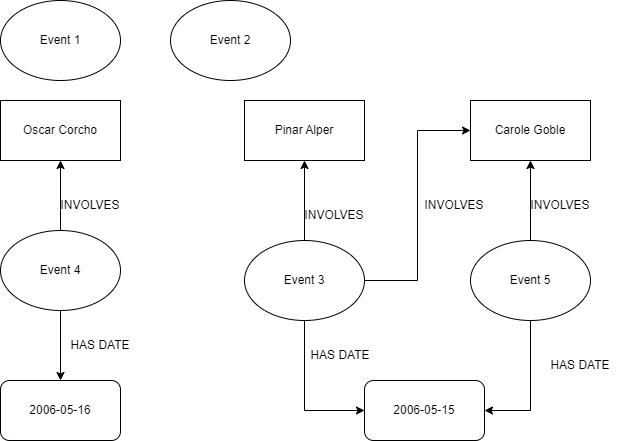 Event 1
Event 2
Oscar Corcho
Pinar Alper
Carole Goble
INVOLVES
INVOLVES
INVOLVES
INVOLVES
Event 4
Event 3
Event 5
HAS DATE
HAS DATE
HAS DATE
2006-05-16
2006-05-15